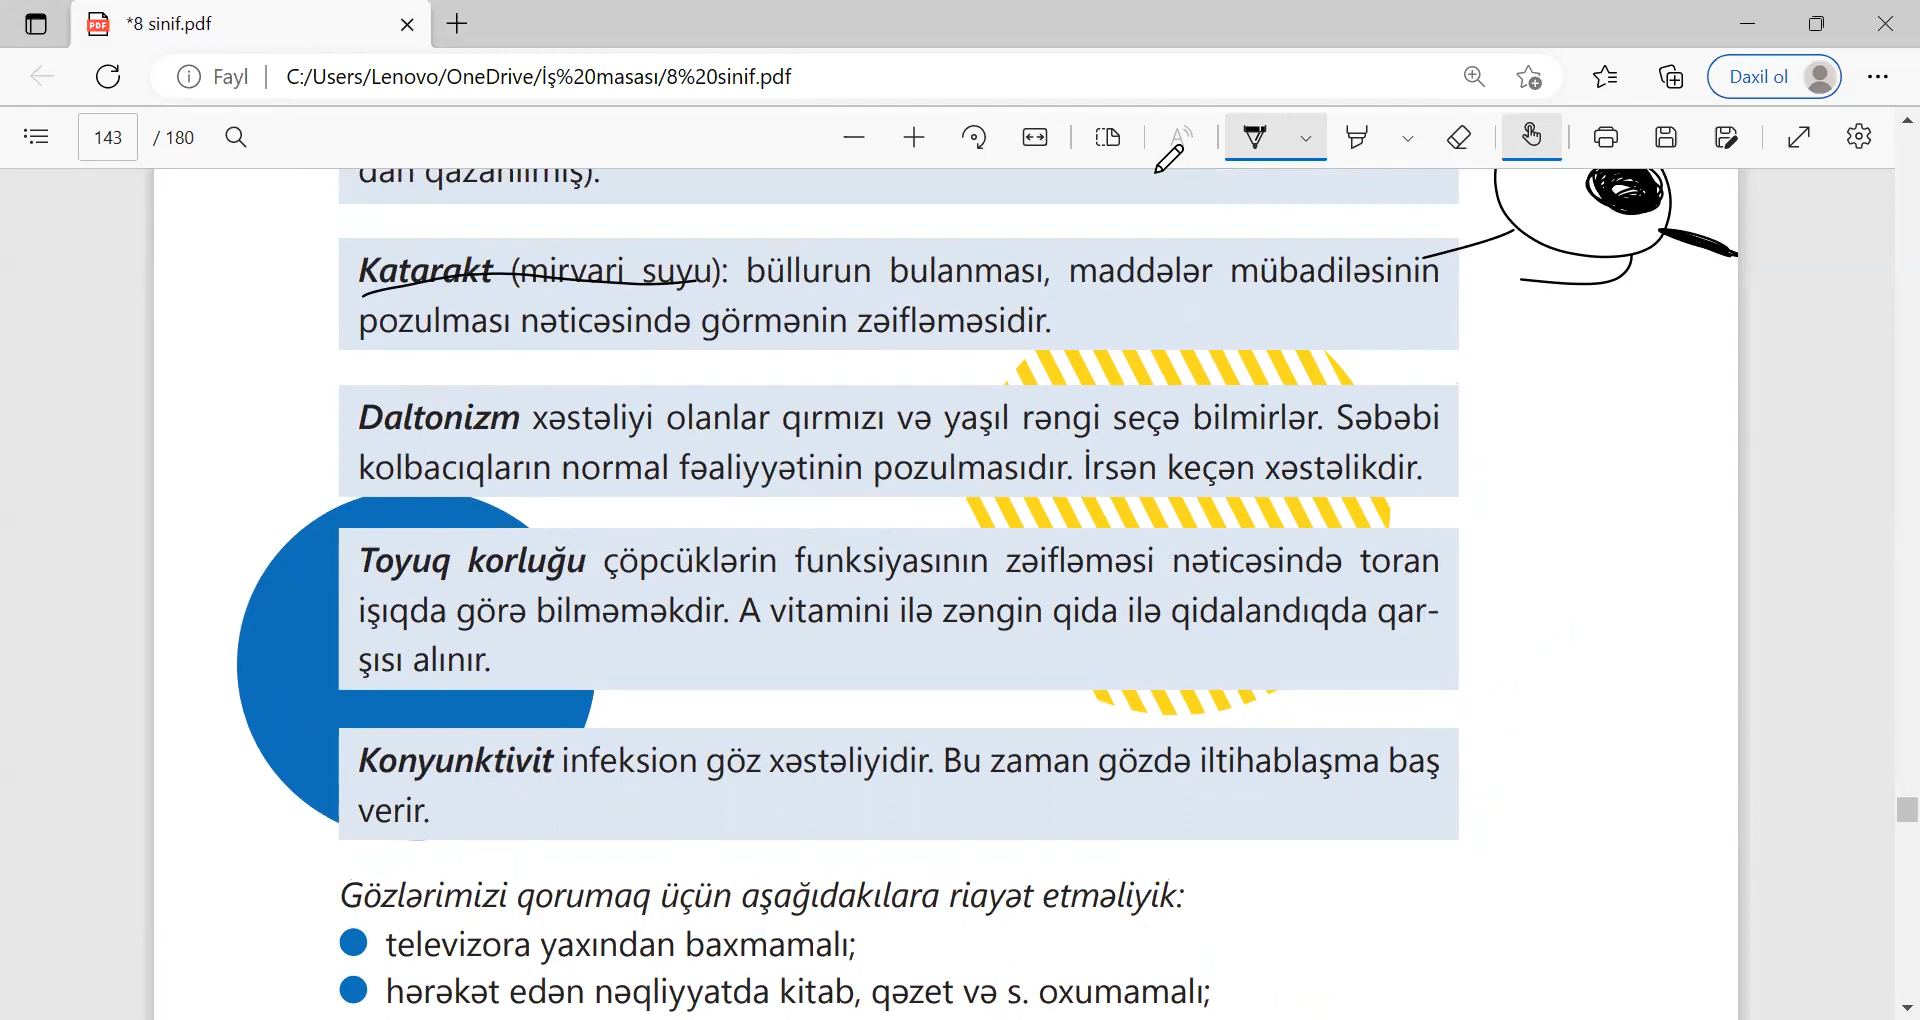 *8 sinif.pdf
Fayl
C:/Users/Lenovo/OneDrive/İş%20masası/8%20sinif.pdf
Daxil ol
143 / 180
dan qazanılmış).
Katarakt (mirvari suyu): büllurun bulanması, maddələr mübadiləsinin
pozulması nəticəsində görmənin zəifləməsidir.
Daltonizm xəstəliyi olanlar qırmızı və yaşıl rəngi seçə bilmirlər. Səbəbi
kolbacıqların normal fəaliyyətinin pozulmasıdır. İrsən keçən xəstəlikdir.
Toyuq korluğu çöpcüklərin funksiyasının zəifləməsi nəticəsində toran
işıqda görə bilməməkdir. A vitamini ilə zəngin qida ilə qidalandıqda qar-
şısı alınır.
Konyunktivit infeksion göz xəstəliyidir. Bu zaman gözdə iltihablaşma baş
verir.
Gözlərimizi qorumaq üçün aşağıdakılara riayət etməliyik:
televizora yaxından baxmamalı;
hərəkət edən nəqliyyatda kitab, qəzet və s. oxumamalı;